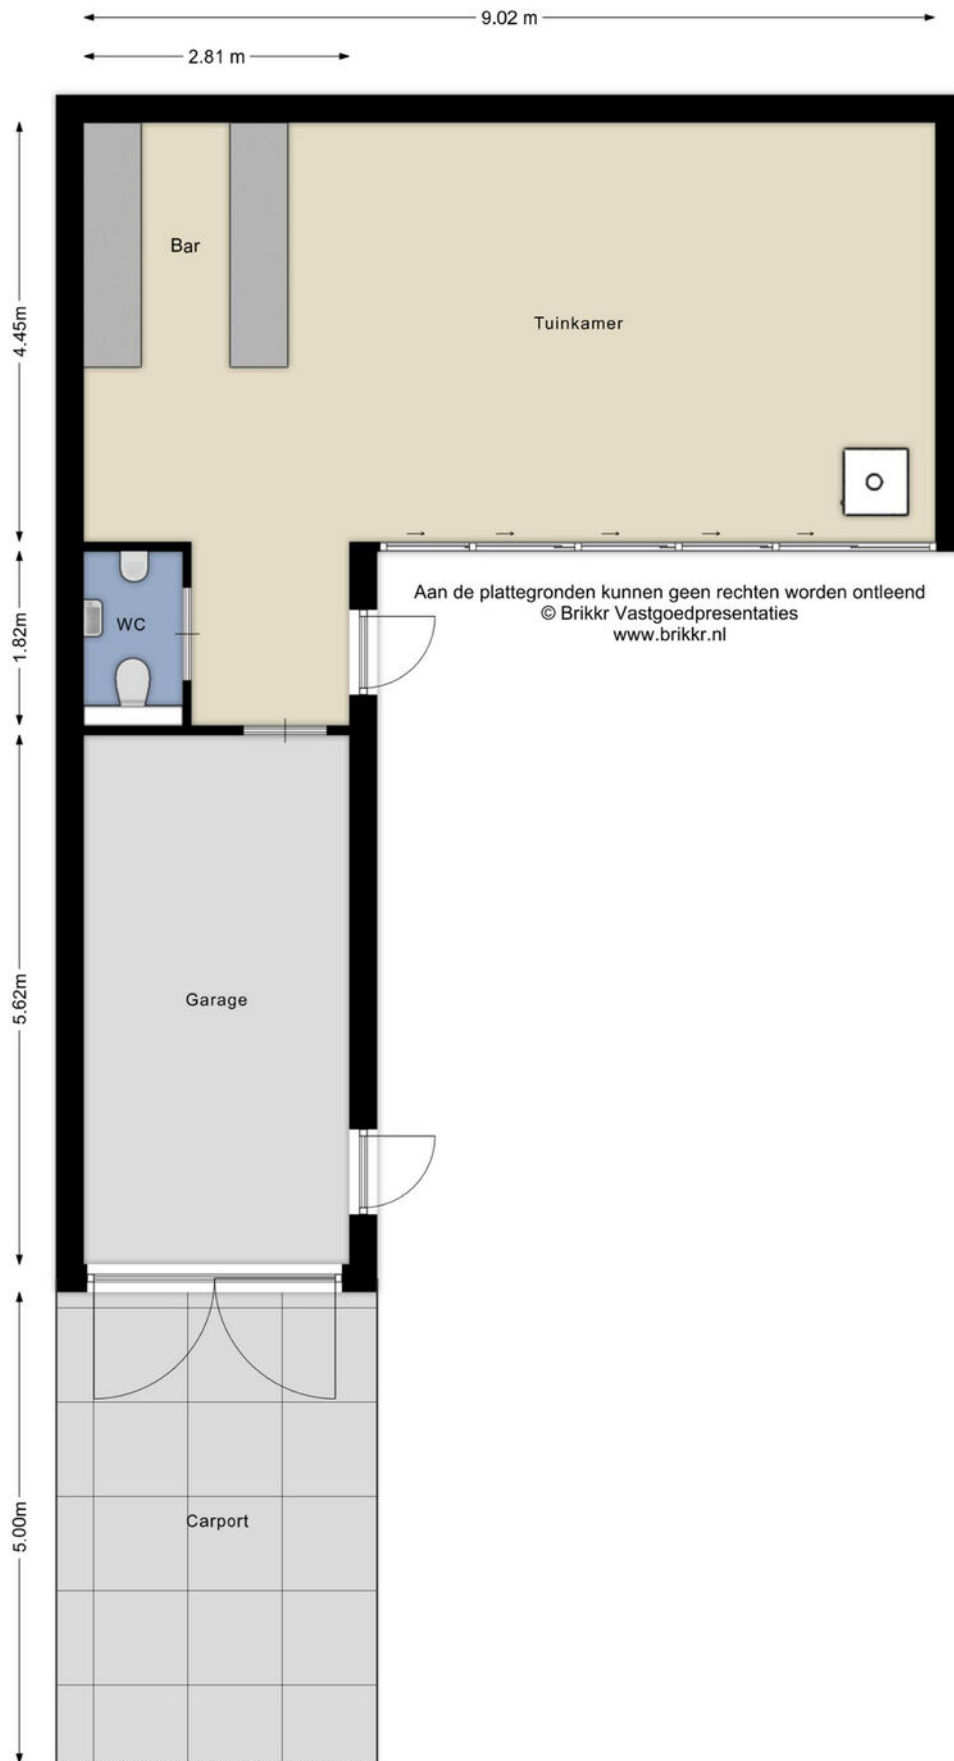 9.02 m
2.81 m
4.45m
Bar
Tuinkamer
Aan de plattegronden kunnen geen rechten worden ontleend
© Brikkr Vastgoedpresentaties
www.brikkr.nl
1.82m
WC
5.62m
Garage
5.00m
Carport